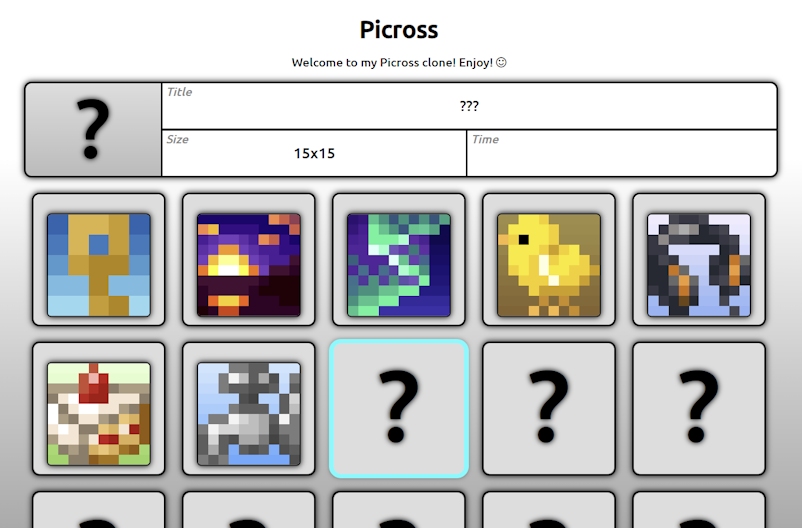 Picross
Welcome to my Picross clone! Enjoy! ☺
?
Title
???
Size
15x15
Time
? ? ?
? ? ? ? ?